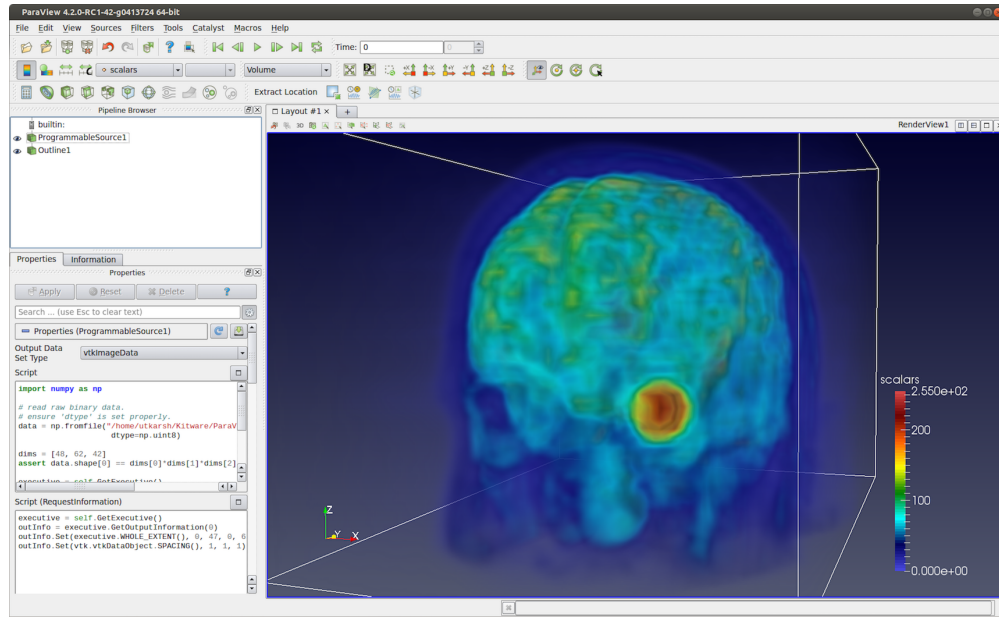 ParaView 4.2.0-RC1-42-g0413724 64-bit
File Edit View Sources Filters Tools Catalyst Macros Help
Time: 0 0
scalars Volume
Extract Location
Pipeline Browser
Layout #1
builtin:
ProgrammableSource1
Outline1
3D
RenderView1
Properties Information
Properties
Apply Reset Delete ?
Search ... (use Esc to clear text)
Properties (ProgrammableSource1)
Output Data
Set Type
vtkImageData
Script
import numpy as np
# read raw binary data.
# ensure 'dtype' is set properly.
data = np.fromfile("/home/utkarsh/Kitware/ParaV
dtype=np.uint8)
dims = [48, 62, 42]
assert data.shape[0] == dims[0]*dims[1]*dims[2]
executive = self.GetExecutive()
Script (RequestInformation)
executive = self.GetExecutive()
outInfo = executive.GetOutputInformation(0)
outInfo.Set(executive.WHOLE_EXTENT(), 0, 47, 0, 6
outInfo.Set(vtk.vtkDataObject.SPACING(), 1, 1, 1)
scalars
2.550e+02
200
100
0.000e+00
Z
Y
X